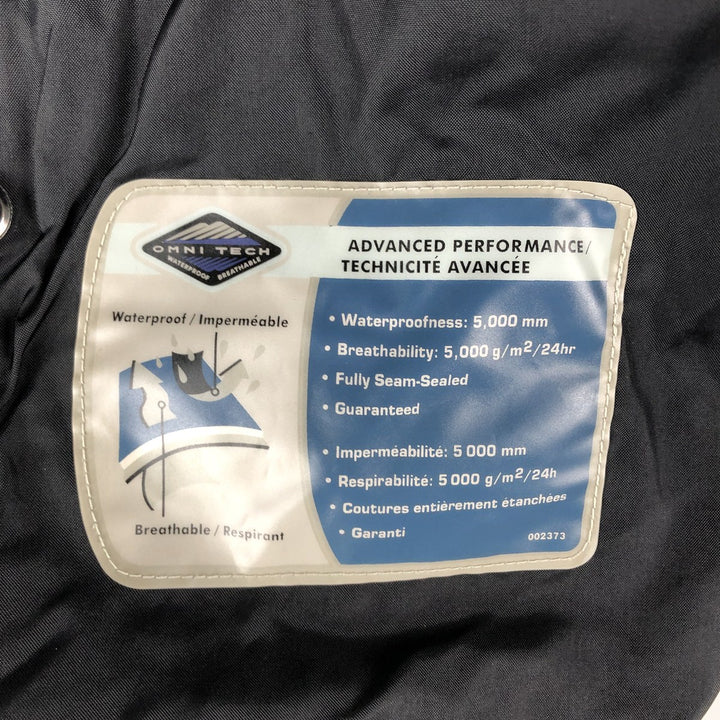 OMNI TECH
WATERPROOF BREATHABLE
ADVANCED PERFORMANCE/
TECHNICITÉ AVANCÉE
Waterproof / Imperméable
Breathable / Respirant
• Waterproofness: 5,000 mm
• Breathability: 5,000 g/m2/24hr
• Fully Seam-Sealed
• Guaranteed
• Imperméabilité: 5 000 mm
• Respirabilité: 5 000 g/m2/24h
• Coutures entièrement étanchées
• Garanti
002373